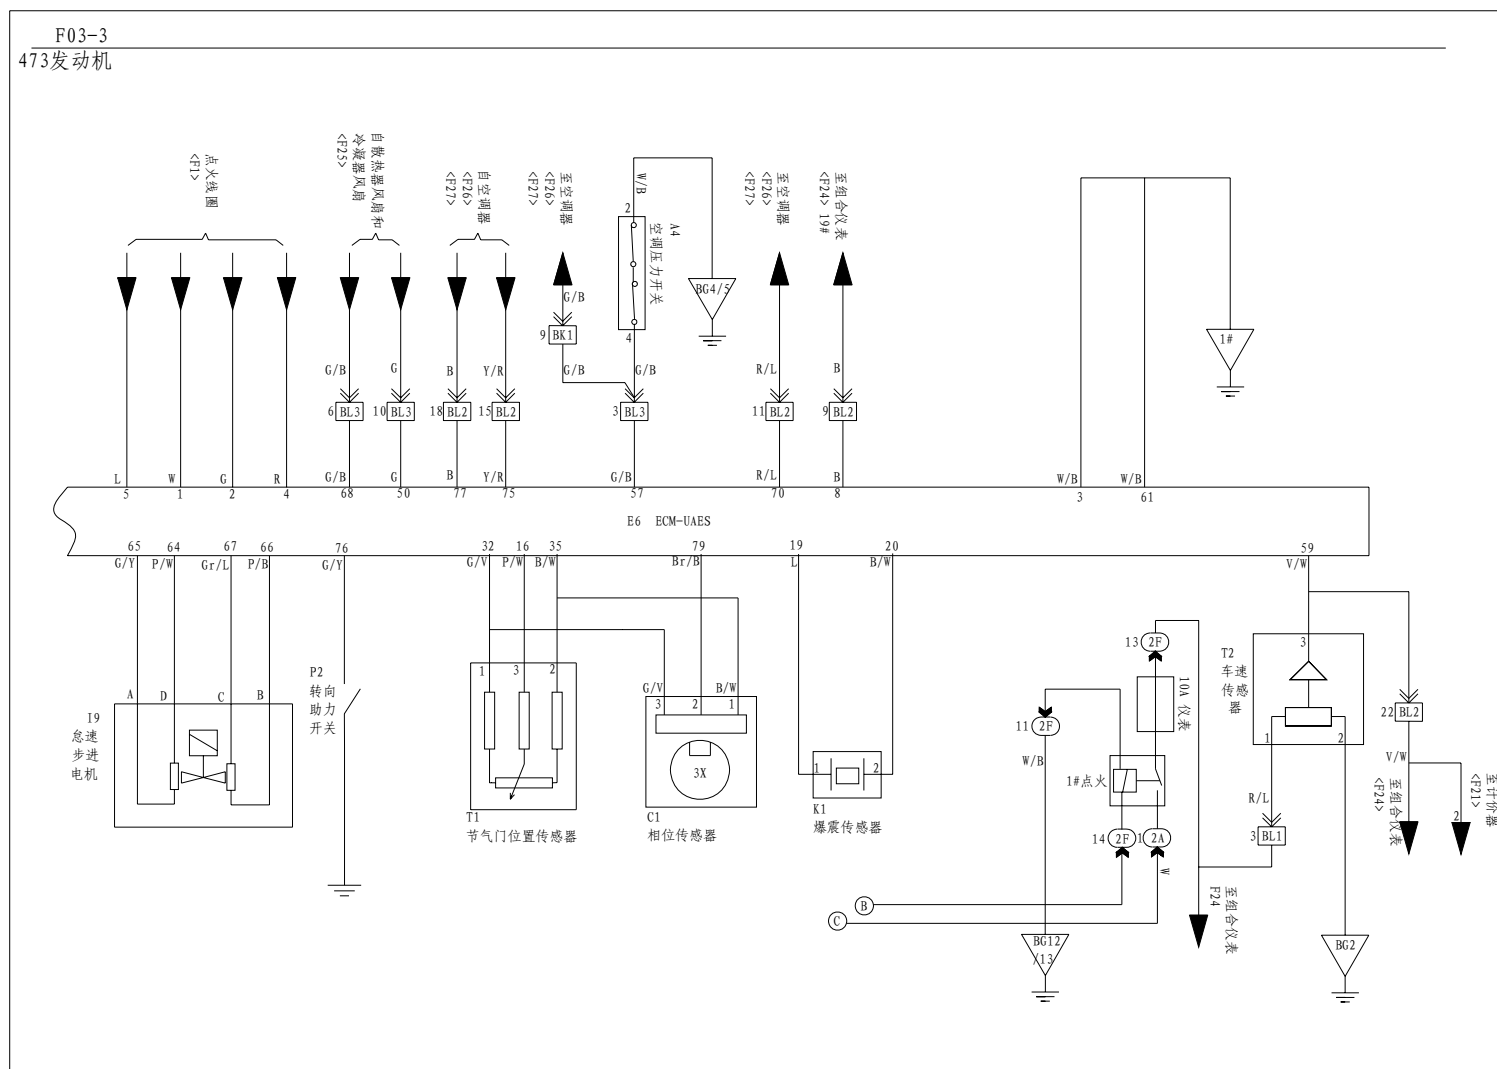 F03-3
473发动机
点火线圈
<F1>
自散热器风扇和
冷凝器风扇
<F25>
自空调器
<F26>
<F27>
至空调器
<F26>
<F27>
W/B
2
A4
空调压力开关
4
BG4/5
至空调器
<F26>
<F27>
至组合仪表
<F24> 19#
1#
G/B
9 BK1
G/B
G/B
G/B
G
B
Y/R
R/L
B
6 BL3
10 BL3
18 BL2
15 BL2
3 BL3
11 BL2
9 BL2
L
W
G
R
G/B
G
B
Y/R
G/B
R/L
B
W/B
W/B
5
1
2
4
68
50
77
75
57
70
8
3
61
E6 ECM-UAES
65
64
67
66
76
32
16
35
79
19
20
59
G/Y
P/W
Gr/L
P/B
G/Y
G/V
P/W
B/W
Br/B
L
B/W
V/W
A
D
C
B
I9
怠速
步进
电机
P2
转向
助力
开关
1
3
2
T1
节气门位置传感器
G/V
B/W
3
2
1
3X
C1
相位传感器
1
2
K1
爆震传感器
13 2F
11 2F
W/B
10A 仪表
1#点火
14 2F
1 2A
W
B
C
BG12
/13
T2
车速
传感器
3
1
2
R/L
3 BL1
至组合仪表
F24
BG2
22 BL2
V/W
至组合仪表
<F24>
2
至计价器
<F21>